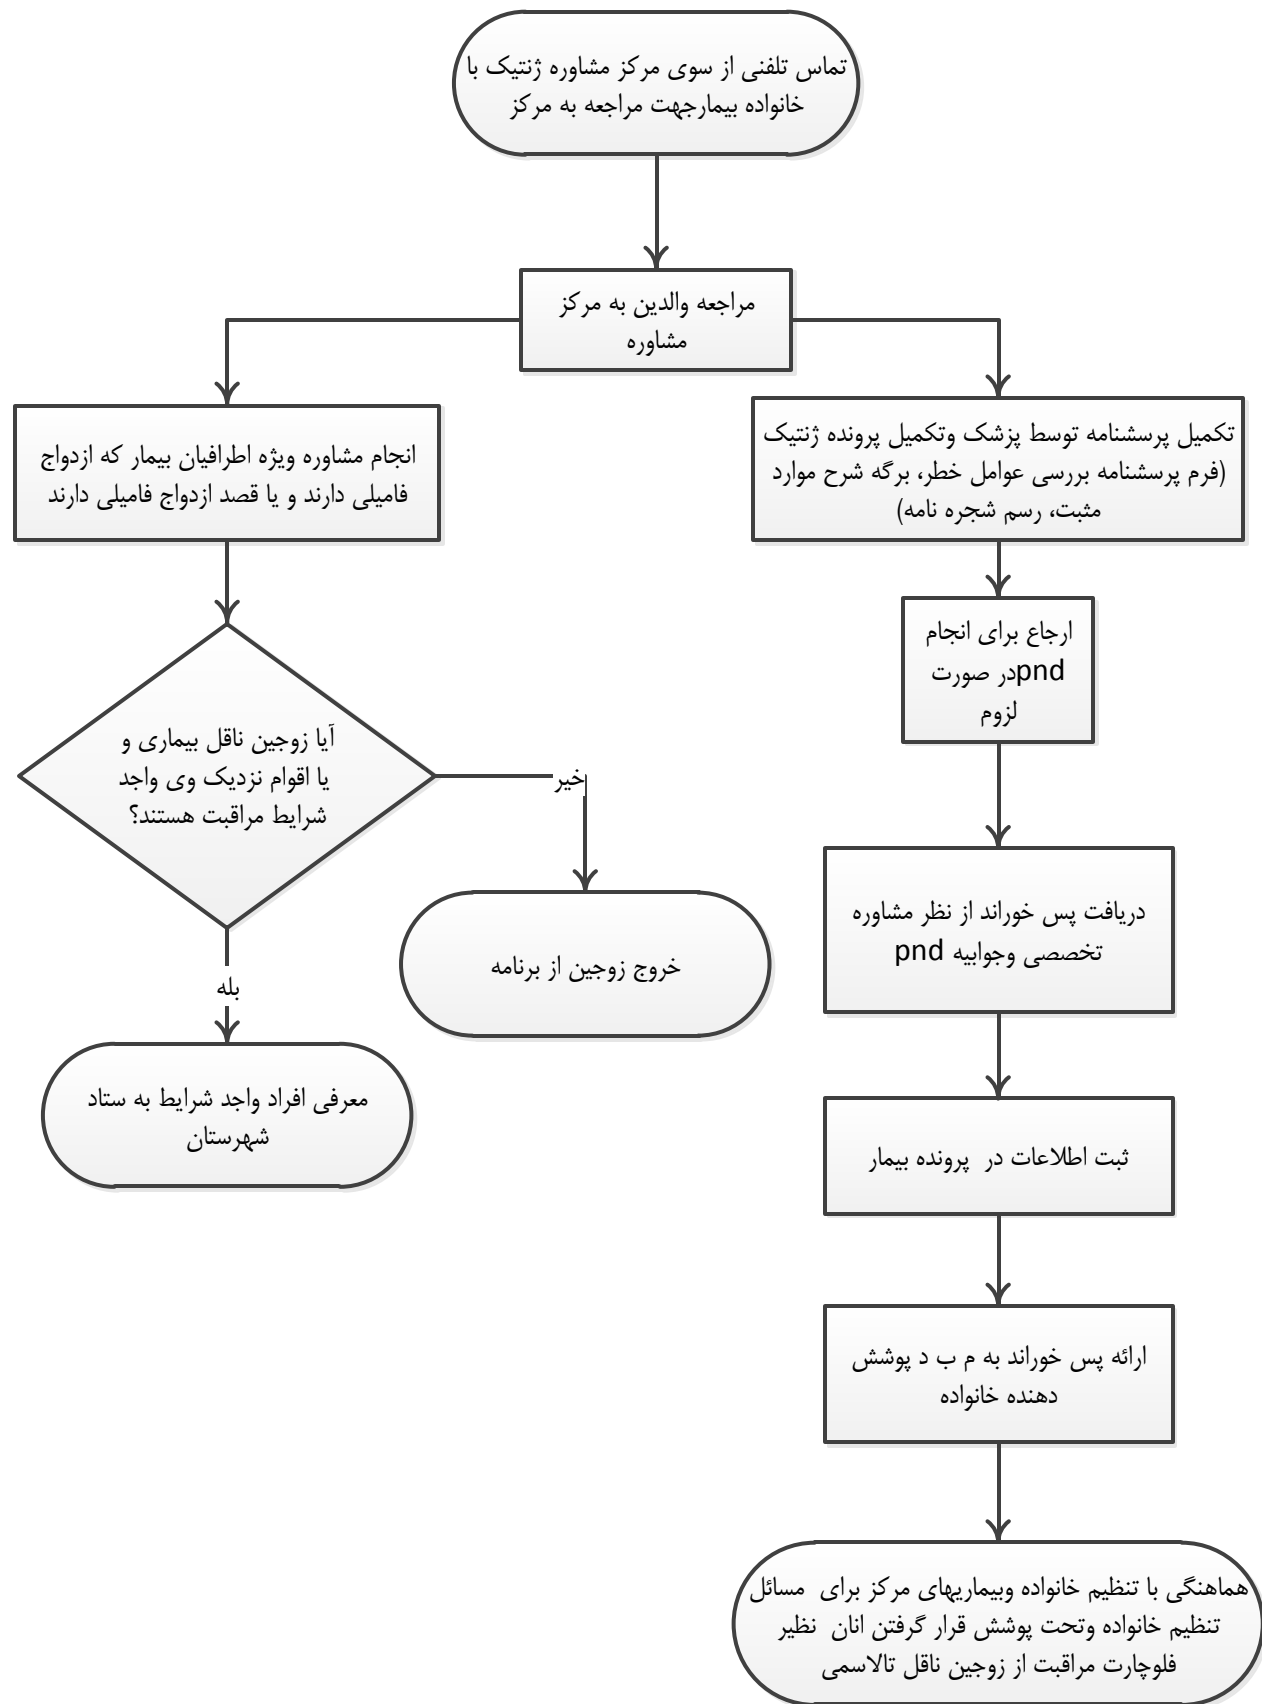 تماس تلفنی از سوی مرکز مشاوره ژنتیک با
خانواده بیمارجهت مراجعه به مرکز
مراجعه والدین به مرکز
مشاوره
تکمیل پرسشنامه توسط پزشک وتکمیل پرونده ژنتیک
(فرم پرسشنامه بررسی عوامل خطر، برگه شرح موارد
مثبت، رسم شجره نامه)
ارجاع برای انجام
pndدر صورت
لزوم
دریافت پس خوراند از نظر مشاوره
تخصصی وجوابیه pnd
ثبت اطلاعات در پرونده بیمار
ارائه پس خوراند به م ب د پوشش
دهنده خانواده
هماهنگی با تنظیم خانواده وبیماریهای مرکز برای مسائل
تنظیم خانواده وتحت پوشش قرار گرفتن انان نظیر
فلوچارت مراقبت از زوجین ناقل تالاسمی
انجام مشاوره ویژه اطرافیان بیمار که ازدواج
فامیلی دارند و یا قصد ازدواج فامیلی دارند
آیا زوجین ناقل بیماری و
یا اقوام نزدیک وی واجد
شرایط مراقبت هستند؟
خیر
خروج زوجین از برنامه
بله
معرفی افراد واجد شرایط به ستاد
شهرستان